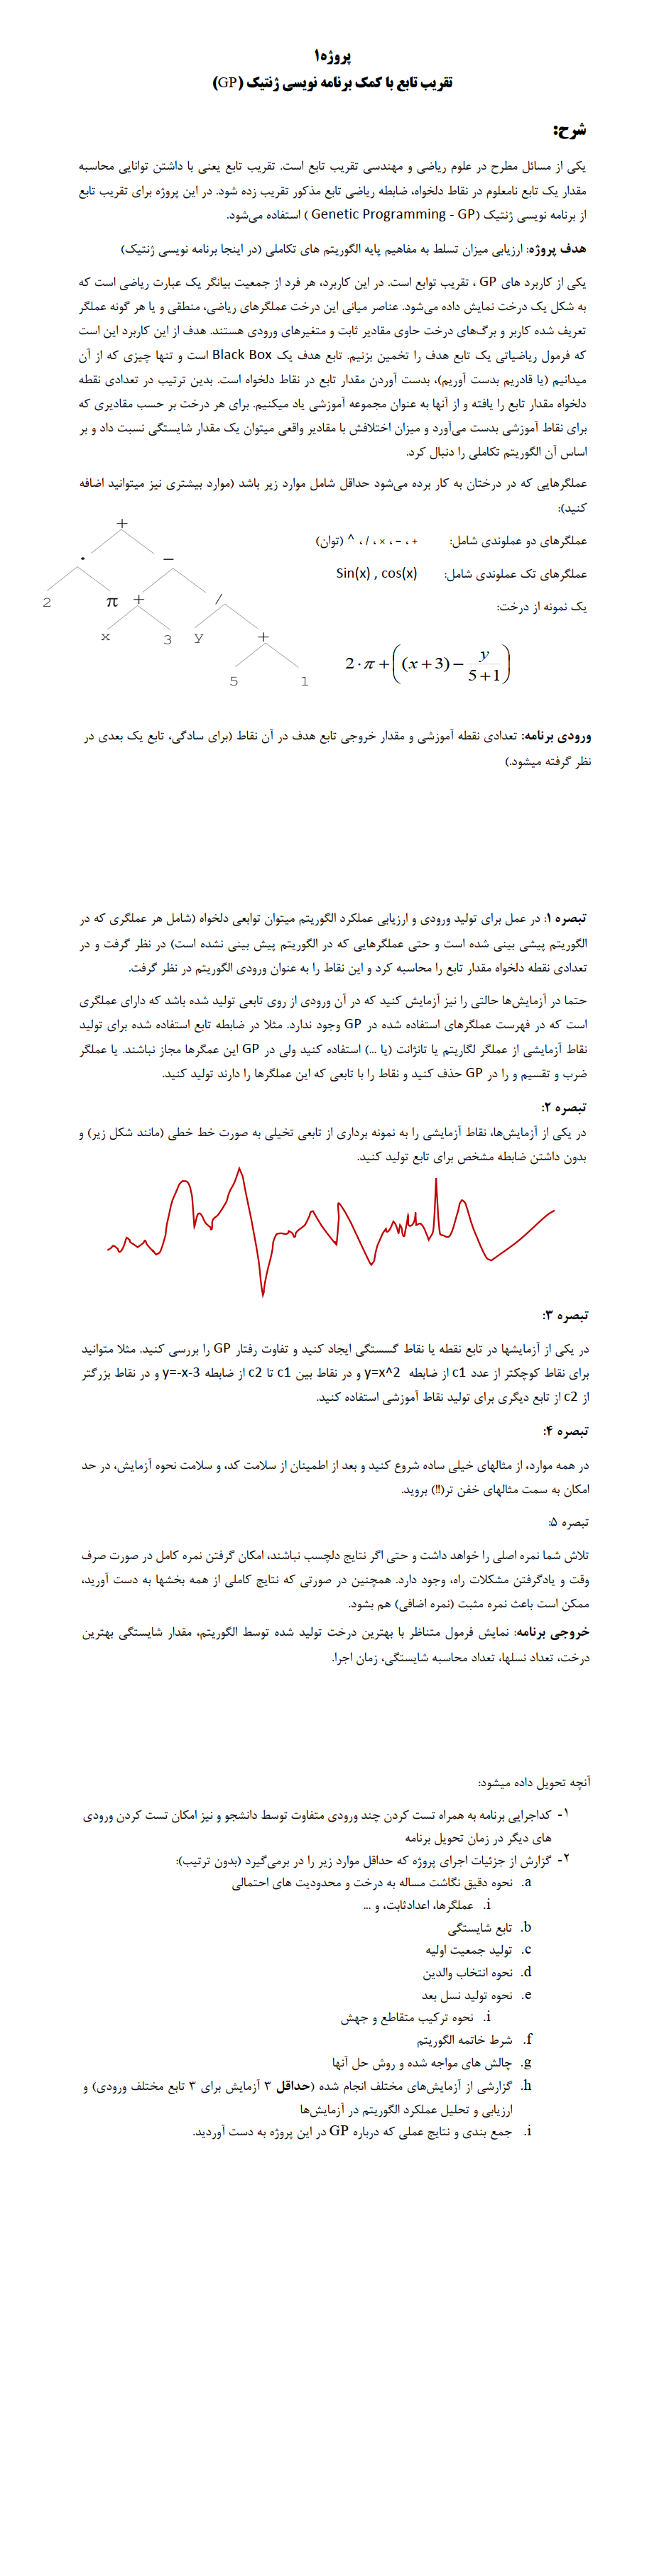 پروژه۱
تقریب تابع با کمک برنامه نویسی ژنتیک (GP)
شرح:
یکی از مسائل مطرح در علوم ریاضی و مهندسی تقریب تابع است. تقریب تابع یعنی با داشتن توانایی محاسبه
مقدار یک تابع نامعلوم در نقاط دلخواه، ضابطه ریاضی تابع مذکور تقریب زده شود. در این پروژه برای تقریب تابع
از برنامه نویسی ژنتیک (Genetic Programming - GP ) استفاده می‌شود.
هدف پروژه: ارزیابی میزان تسلط به مفاهیم پایه الگوریتم های تکاملی (در اینجا برنامه نویسی ژنتیک)
یکی از کاربرد های GP ، تقریب توابع است. در این کاربرد، هر فرد از جمعیت بیانگر یک عبارت ریاضی است که
به شکل یک درخت نمایش داده می‌شود. عناصر میانی این درخت عملگرهای ریاضی، منطقی و یا هر گونه عملگر
تعریف شده کاربر و برگ‌های درخت حاوی مقادیر ثابت و متغیرهای ورودی هستند. هدف از این کاربرد این است
که فرمول ریاضیاتی یک تابع هدف را تخمین بزنیم. تابع هدف یک Black Box است و تنها چیزی که از آن
میدانیم (یا قادریم بدست آوریم)، بدست آوردن مقدار تابع در نقاط دلخواه است. بدین ترتیب در تعدادی نقطه
دلخواه مقدار تابع را یافته و از آنها به عنوان مجموعه آموزشی یاد میکنیم. برای هر درخت بر حسب مقادیری که
برای نقاط آموزشی بدست می‌آورد و میزان اختلافش با مقادیر واقعی میتوان یک مقدار شایستگی نسبت داد و بر
اساس آن الگوریتم تکاملی را دنبال کرد.
عملگرهایی که در درختان به کار برده می‌شود حداقل شامل موارد زیر باشد (موارد بیشتری نیز میتوانید اضافه
کنید):
عملگرهای دو عملوندی شامل: + ، - ، × ، / ، ^ (توان)
عملگرهای تک عملوندی شامل: Sin(x) , cos(x)
یک نمونه از درخت:
+
· −
2 π + /
x 3 y +
5 1
2·π+((x+3)−y/(5+1))
ورودی برنامه: تعدادی نقطه آموزشی و مقدار خروجی تابع هدف در آن نقاط (برای سادگی، تابع یک بعدی در
نظر گرفته میشود.)
تبصره ۱: در عمل برای تولید ورودی و ارزیابی عملکرد الگوریتم میتوان توابعی دلخواه (شامل هر عملگری که در
الگوریتم پیشی بینی شده است و حتی عملگرهایی که در الگوریتم پیش بینی نشده است) در نظر گرفت و در
تعدادی نقطه دلخواه مقدار تابع را محاسبه کرد و این نقاط را به عنوان ورودی الگوریتم در نظر گرفت.
حتما در آزمایش‌ها حالتی را نیز آزمایش کنید که در آن ورودی از روی تابعی تولید شده باشد که دارای عملگری
است که در فهرست عملگرهای استفاده شده در GP وجود ندارد. مثلا در ضابطه تابع استفاده شده برای تولید
نقاط آزمایشی از عملگر لگاریتم یا تانژانت (یا ...) استفاده کنید ولی در GP این عمگرها مجاز نباشند. یا عملگر
ضرب و تقسیم و را در GP حذف کنید و نقاط را با تابعی که این عملگرها را دارند تولید کنید.
تبصره ۲:
در یکی از آزمایش‌ها، نقاط آزمایشی را به نمونه برداری از تابعی تخیلی به صورت خط خطی (مانند شکل زیر) و
بدون داشتن ضابطه مشخص برای تابع تولید کنید.
تبصره ۳:
در یکی از آزمایشها در تابع نقطه یا نقاط گسستگی ایجاد کنید و تفاوت رفتار GP را بررسی کنید. مثلا متوانید
برای نقاط کوچکتر از عدد c1 از ضابطه y=x^2 و در نقاط بین c1 تا c2 از ضابطه y=-x-3 و در نقاط بزرگتر
از c2 از تابع دیگری برای تولید نقاط آموزشی استفاده کنید.
تبصره ۴:
در همه موارد، از مثالهای خیلی ساده شروع کنید و بعد از اطمینان از سلامت کد، و سلامت نحوه آزمایش، در حد
امکان به سمت مثالهای خفن تر(!!) بروید.
تبصره ۵:
تلاش شما نمره اصلی را خواهد داشت و حتی اگر نتایج دلچسب نباشند، امکان گرفتن نمره کامل در صورت صرف
وقت و یادگرفتن مشکلات راه، وجود دارد. همچنین در صورتی که نتایج کاملی از همه بخشها به دست آورید،
ممکن است باعث نمره مثبت (نمره اضافی) هم بشود.
خروجی برنامه: نمایش فرمول متناظر با بهترین درخت تولید شده توسط الگوریتم، مقدار شایستگی بهترین
درخت، تعداد نسلها، تعداد محاسبه شایستگی، زمان اجرا.
آنچه تحویل داده میشود:
۱- کداجرایی برنامه به همراه تست کردن چند ورودی متفاوت توسط دانشجو و نیز امکان تست کردن ورودی
های دیگر در زمان تحویل برنامه
۲- گزارش از جزئیات اجرای پروژه که حداقل موارد زیر را در برمی‌گیرد (بدون ترتیب):
a. نحوه دقیق نگاشت مساله به درخت و محدودیت های احتمالی
i. عملگرها، اعدادثابت، و ...
b. تابع شایستگی
c. تولید جمعیت اولیه
d. نحوه انتخاب والدین
e. نحوه تولید نسل بعد
i. نحوه ترکیب متقاطع و جهش
f. شرط خاتمه الگوریتم
g. چالش های مواجه شده و روش حل آنها
h. گزارشی از آزمایش‌های مختلف انجام شده (حداقل ۳ آزمایش برای ۳ تابع مختلف ورودی) و
ارزیابی و تحلیل عملکرد الگوریتم در آزمایش‌ها
i. جمع بندی و نتایج عملی که درباره GP در این پروژه به دست آوردید.